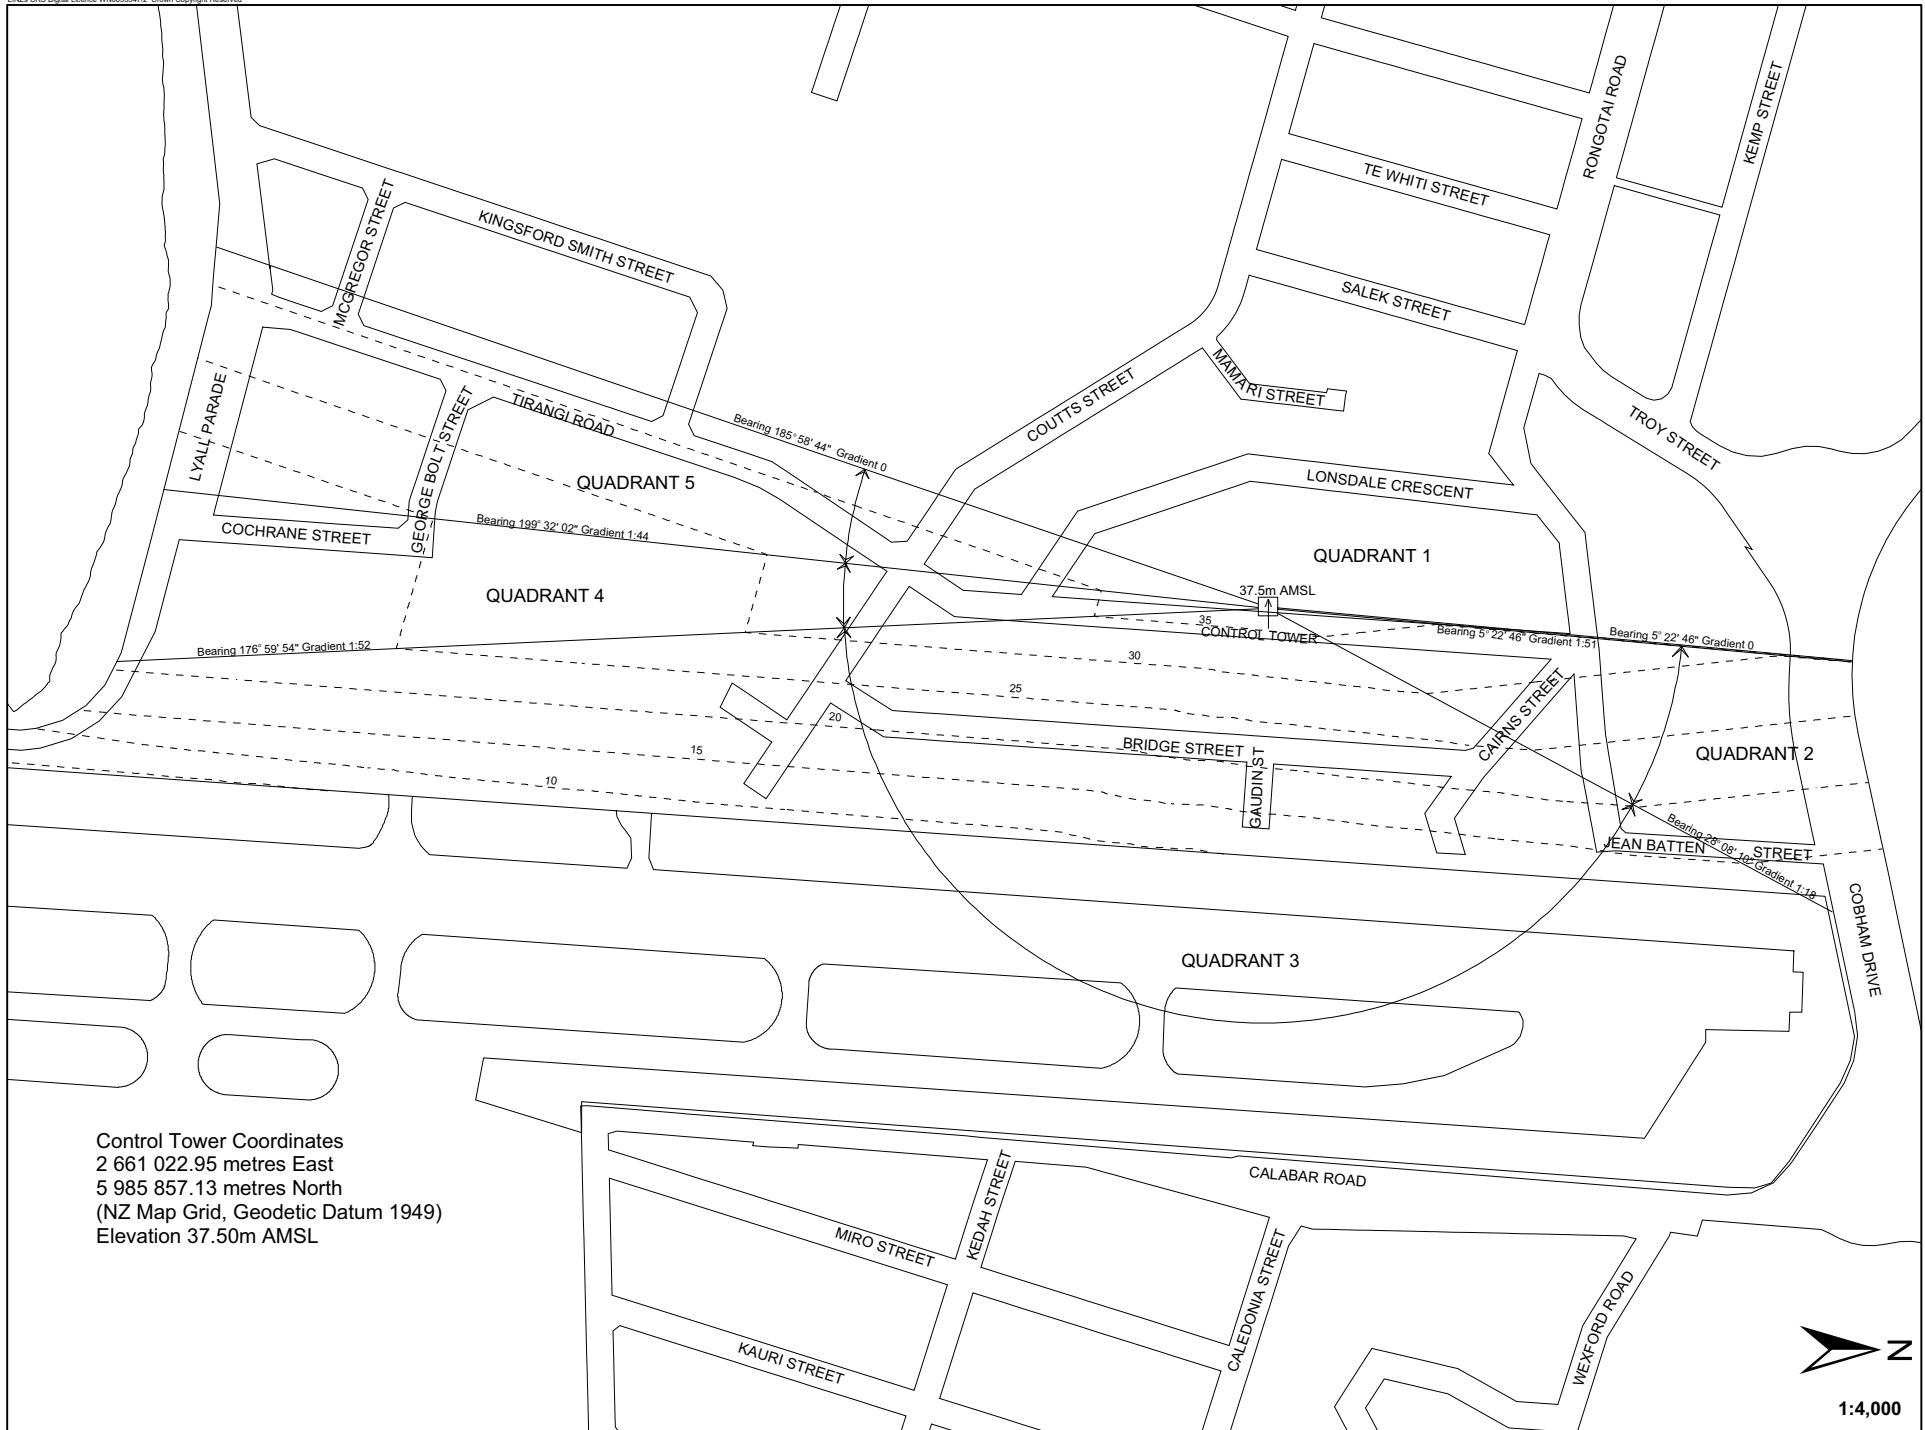 RONGOTAI ROAD
KEMP STREET
TE WHITI STREET
MCGREGOR STREET
KINGSFORD SMITH STREET
SALEK STREET
MAMARI STREET
COUTTS STREET
TROY STREET
LYALL PARADE
GEORGE BOLT STREET
TIRANGI ROAD
Bearing 185° 58' 44" Gradient 0
QUADRANT 5
LONSDALE CRESCENT
Bearing 199° 32' 02" Gradient 1:44
COCHRANE STREET
QUADRANT 1
QUADRANT 4
37.5m AMSL
35
CONTROL TOWER
Bearing 5° 22' 46" Gradient 1:51
Bearing 5° 22' 46" Gradient 0
Bearing 176° 59' 54" Gradient 1:52
30
25
20
15
10
BRIDGE STREET
GAUDIN ST
CAIRNS STREET
QUADRANT 2
JEAN BATTEN STREET
Bearing 28° 08' 10" Gradient 1:18
COBHAM DRIVE
QUADRANT 3
Control Tower Coordinates
2 661 022.95 metres East
5 985 857.13 metres North
(NZ Map Grid, Geodetic Datum 1949)
Elevation 37.50m AMSL
CALABAR ROAD
KEDAH STREET
MIRO STREET
CALEDONIA STREET
KAURI STREET
WEXFORD ROAD
N
1:4,000